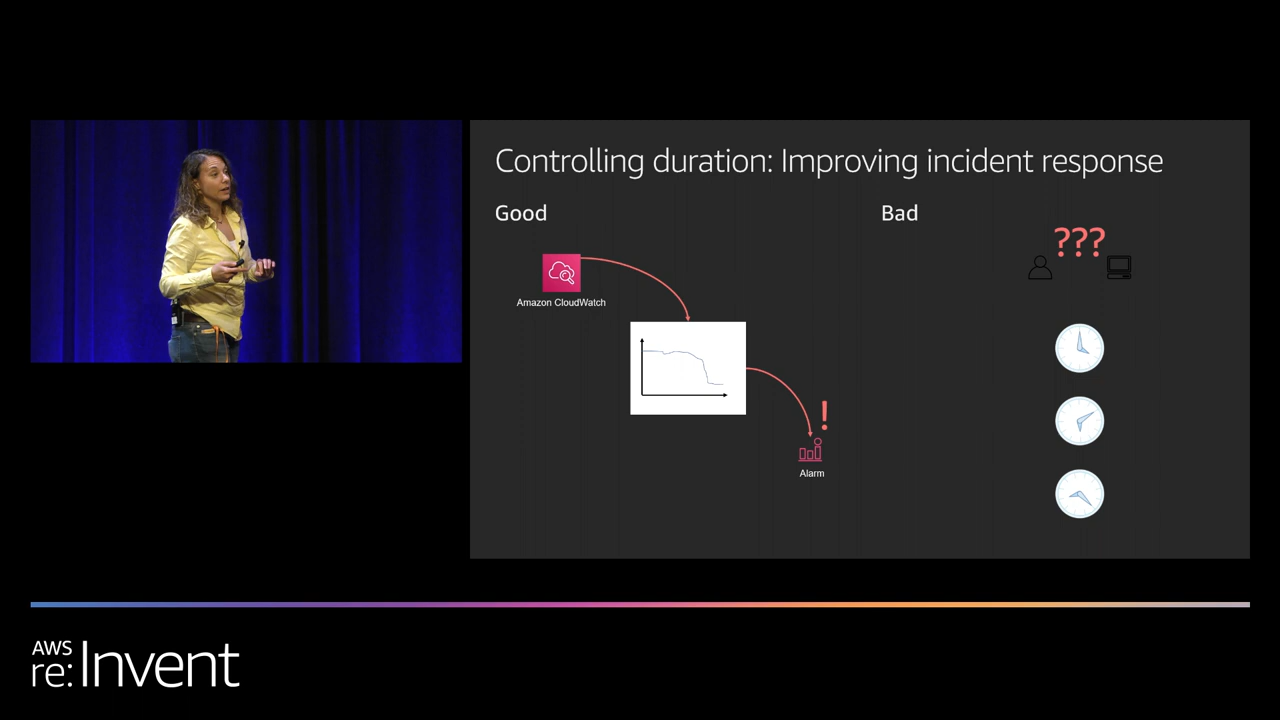 Controlling duration: Improving incident response
Good
Bad
???
Amazon CloudWatch
!
Alarm
AWS
re:Invent